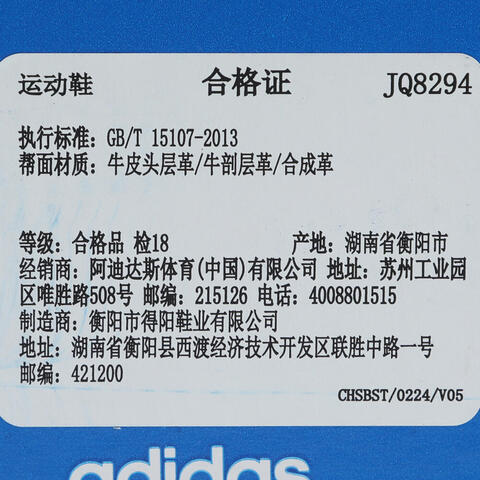 运动鞋 合格证 JQ8294
执行标准: GB/T 15107-2013
帮面材质: 牛皮头层革/牛剖层革/合成革
等级: 合格品 检18 产地: 湖南省衡阳市
经销商: 阿迪达斯体育(中国)有限公司 地址: 苏州工业园
区唯胜路508号 邮编: 215126 电话: 4008801515
制造商: 衡阳市得阳鞋业有限公司
地址: 湖南省衡阳县西渡经济技术开发区联胜中路一号
邮编: 421200
CHSBST/0224/V05
adidas